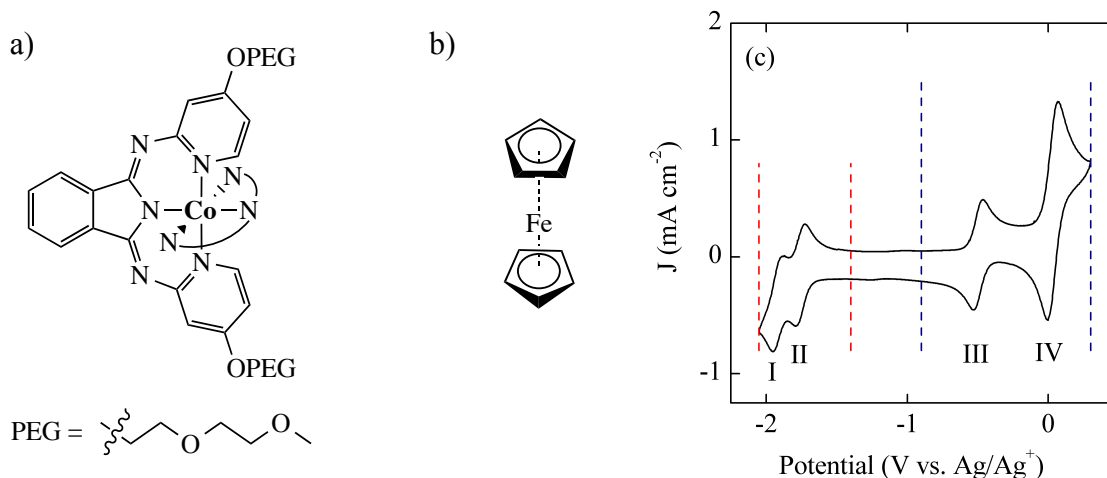 a)
OPEG
N
N
N
N
Co
N
N
N
N
OPEG
PEG =
O
O
b)
Fe
(c)
J (mA cm⁻²)
2
1
0
-1
I
II
III
IV
-2
-1
0
Potential (V vs. Ag/Ag⁺)